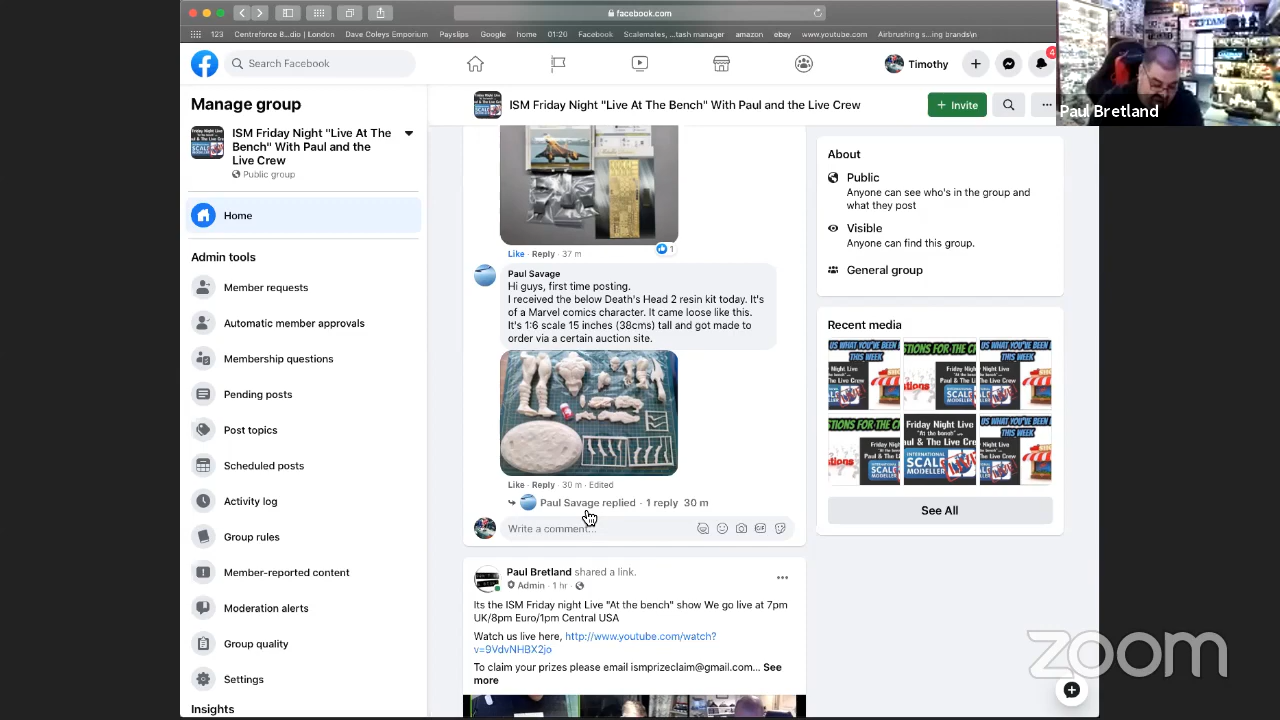 facebook.com
123
Centreforce R...dio | London
Dave Coleys Emporium
Payslips
Google
home
01:20
Facebook
Scalemates, ...tash manager
amazon
ebay
www.youtube.com
Airbrushing s...ing brands\n
Search Facebook
Timothy
4
Paul Bretland
Manage group
ISM Friday Night "Live At The
Bench" With Paul and the
Live Crew
Public group
Home
Admin tools
Member requests
Automatic member approvals
Membership questions
Pending posts
Post topics
Scheduled posts
Activity log
Group rules
Member-reported content
Moderation alerts
Group quality
Settings
Insights
ISM Friday Night "Live At The Bench" With Paul and the Live Crew
+ Invite
Like · Reply · 37 m
1
Paul Savage
Hi guys, first time posting.
I received the below Death's Head 2 resin kit today. It's
of a Marvel comics character. It came loose like this.
It's 1:6 scale 15 inches (38cms) tall and got made to
order via a certain auction site.
Like · Reply · 30 m · Edited
Paul Savage replied · 1 reply 30 m
Write a comment...
Paul Bretland shared a link.
Admin · 1 hr ·
Its the ISM Friday night Live "At the bench" show We go live at 7pm
UK/8pm Euro/1pm Central USA
Watch us live here, http://www.youtube.com/watch?
v=9VdvNHBX2jo
To claim your prizes please email ismprizeclaim@gmail.com... See
more
About
Public
Anyone can see who's in the group and
what they post
Visible
Anyone can find this group.
General group
Recent media
See All
zoom